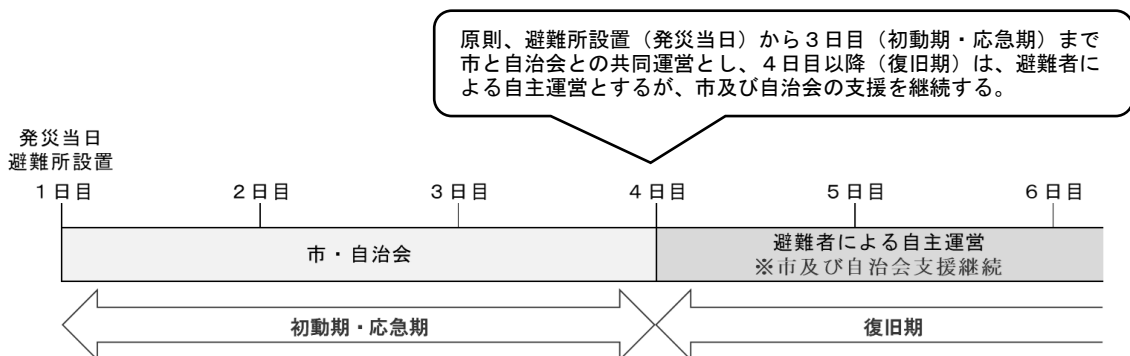 原則、避難所設置（発災当日）から３日目（初動期・応急期）まで
市と自治会との共同運営とし、４日目以降（復旧期）は、避難者に
よる自主運営とするが、市及び自治会の支援を継続する。
発災当日
避難所設置
１日目
２日目
３日目
４日目
５日目
６日目
市・自治会
避難者による自主運営
※市及び自治会支援継続
初動期・応急期
復旧期